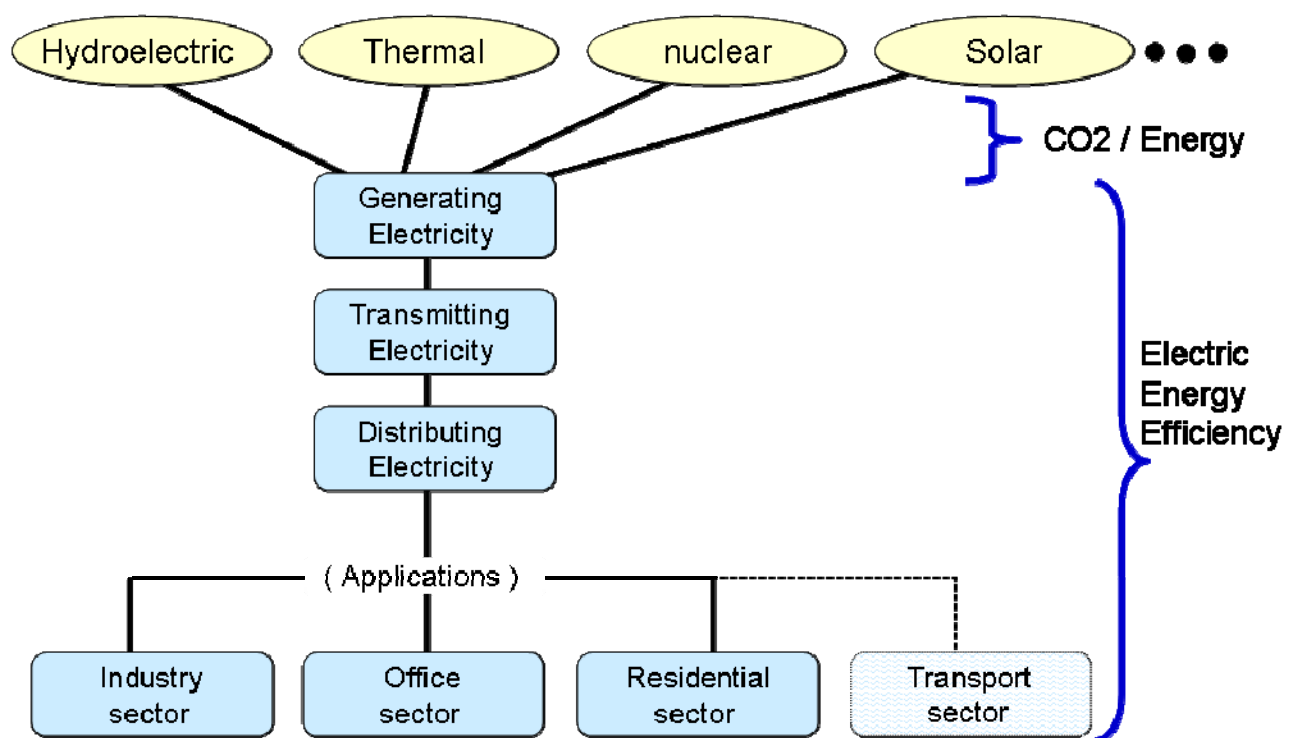 Hydroelectric
Thermal
nuclear
Solar
CO2 / Energy
Generating
Electricity
Transmitting
Electricity
Distributing
Electricity
Electric
Energy
Efficiency
( Applications )
Industry
sector
Office
sector
Residential
sector
Transport
sector